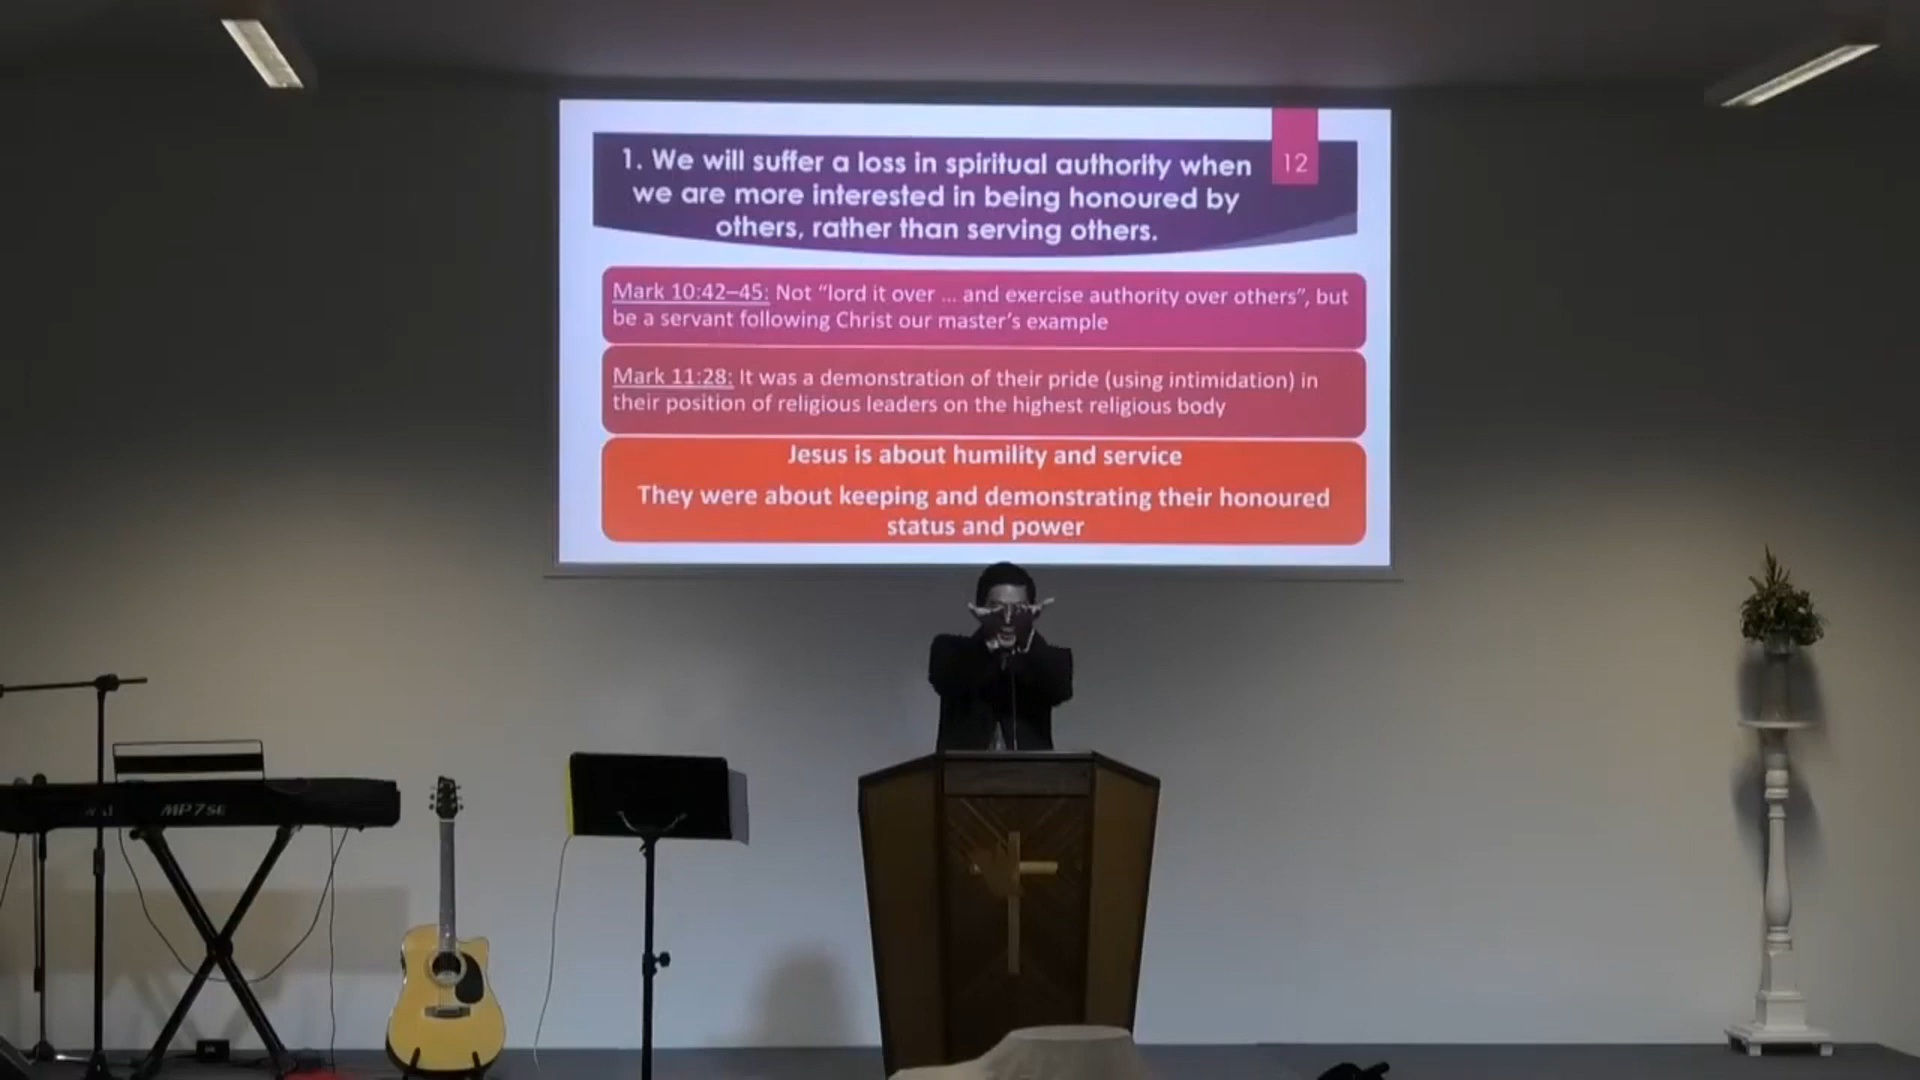 12
1. We will suffer a loss in spiritual authority when
we are more interested in being honoured by
others, rather than serving others.
Mark 10:42–45: Not “lord it over ... and exercise authority over others”, but
be a servant following Christ our master’s example
Mark 11:28: It was a demonstration of their pride (using intimidation) in
their position of religious leaders on the highest religious body
Jesus is about humility and service
They were about keeping and demonstrating their honoured
status and power
MP7SE